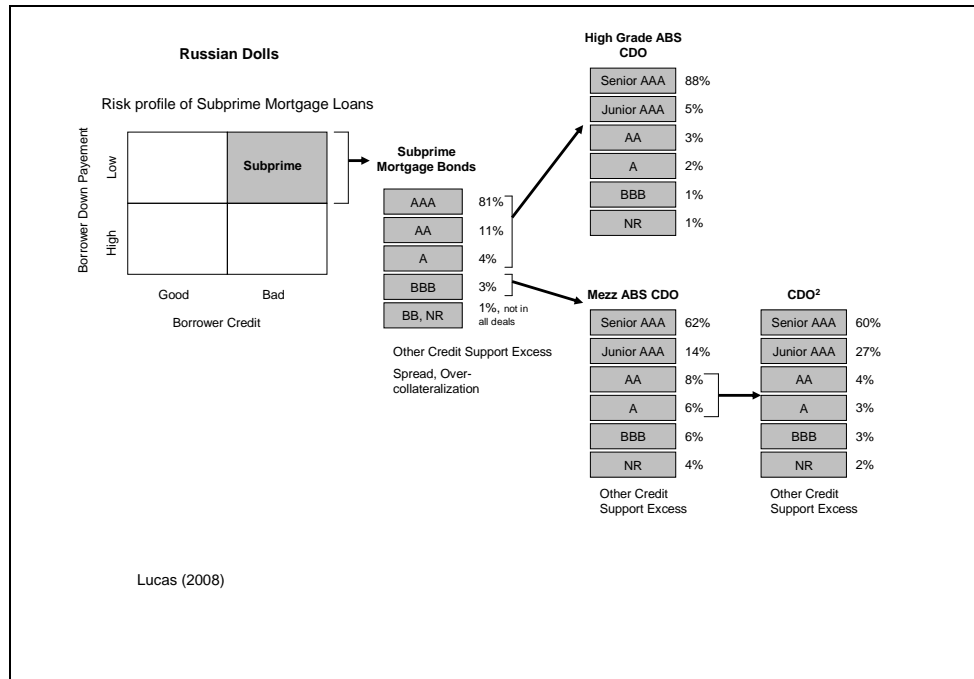 Russian Dolls
Risk profile of Subprime Mortgage Loans
Borrower Down Payement
Low
High
Subprime
Good
Bad
Borrower Credit
Subprime
Mortgage Bonds
AAA 81%
AA 11%
A 4%
BBB 3%
BB, NR 1%, not in
all deals
Other Credit Support Excess
Spread, Over-
collateralization
High Grade ABS
CDO
Senior AAA 88%
Junior AAA 5%
AA 3%
A 2%
BBB 1%
NR 1%
Mezz ABS CDO
Senior AAA 62%
Junior AAA 14%
AA 8%
A 6%
BBB 6%
NR 4%
Other Credit
Support Excess
CDO²
Senior AAA 60%
Junior AAA 27%
AA 4%
A 3%
BBB 3%
NR 2%
Other Credit
Support Excess
Lucas (2008)